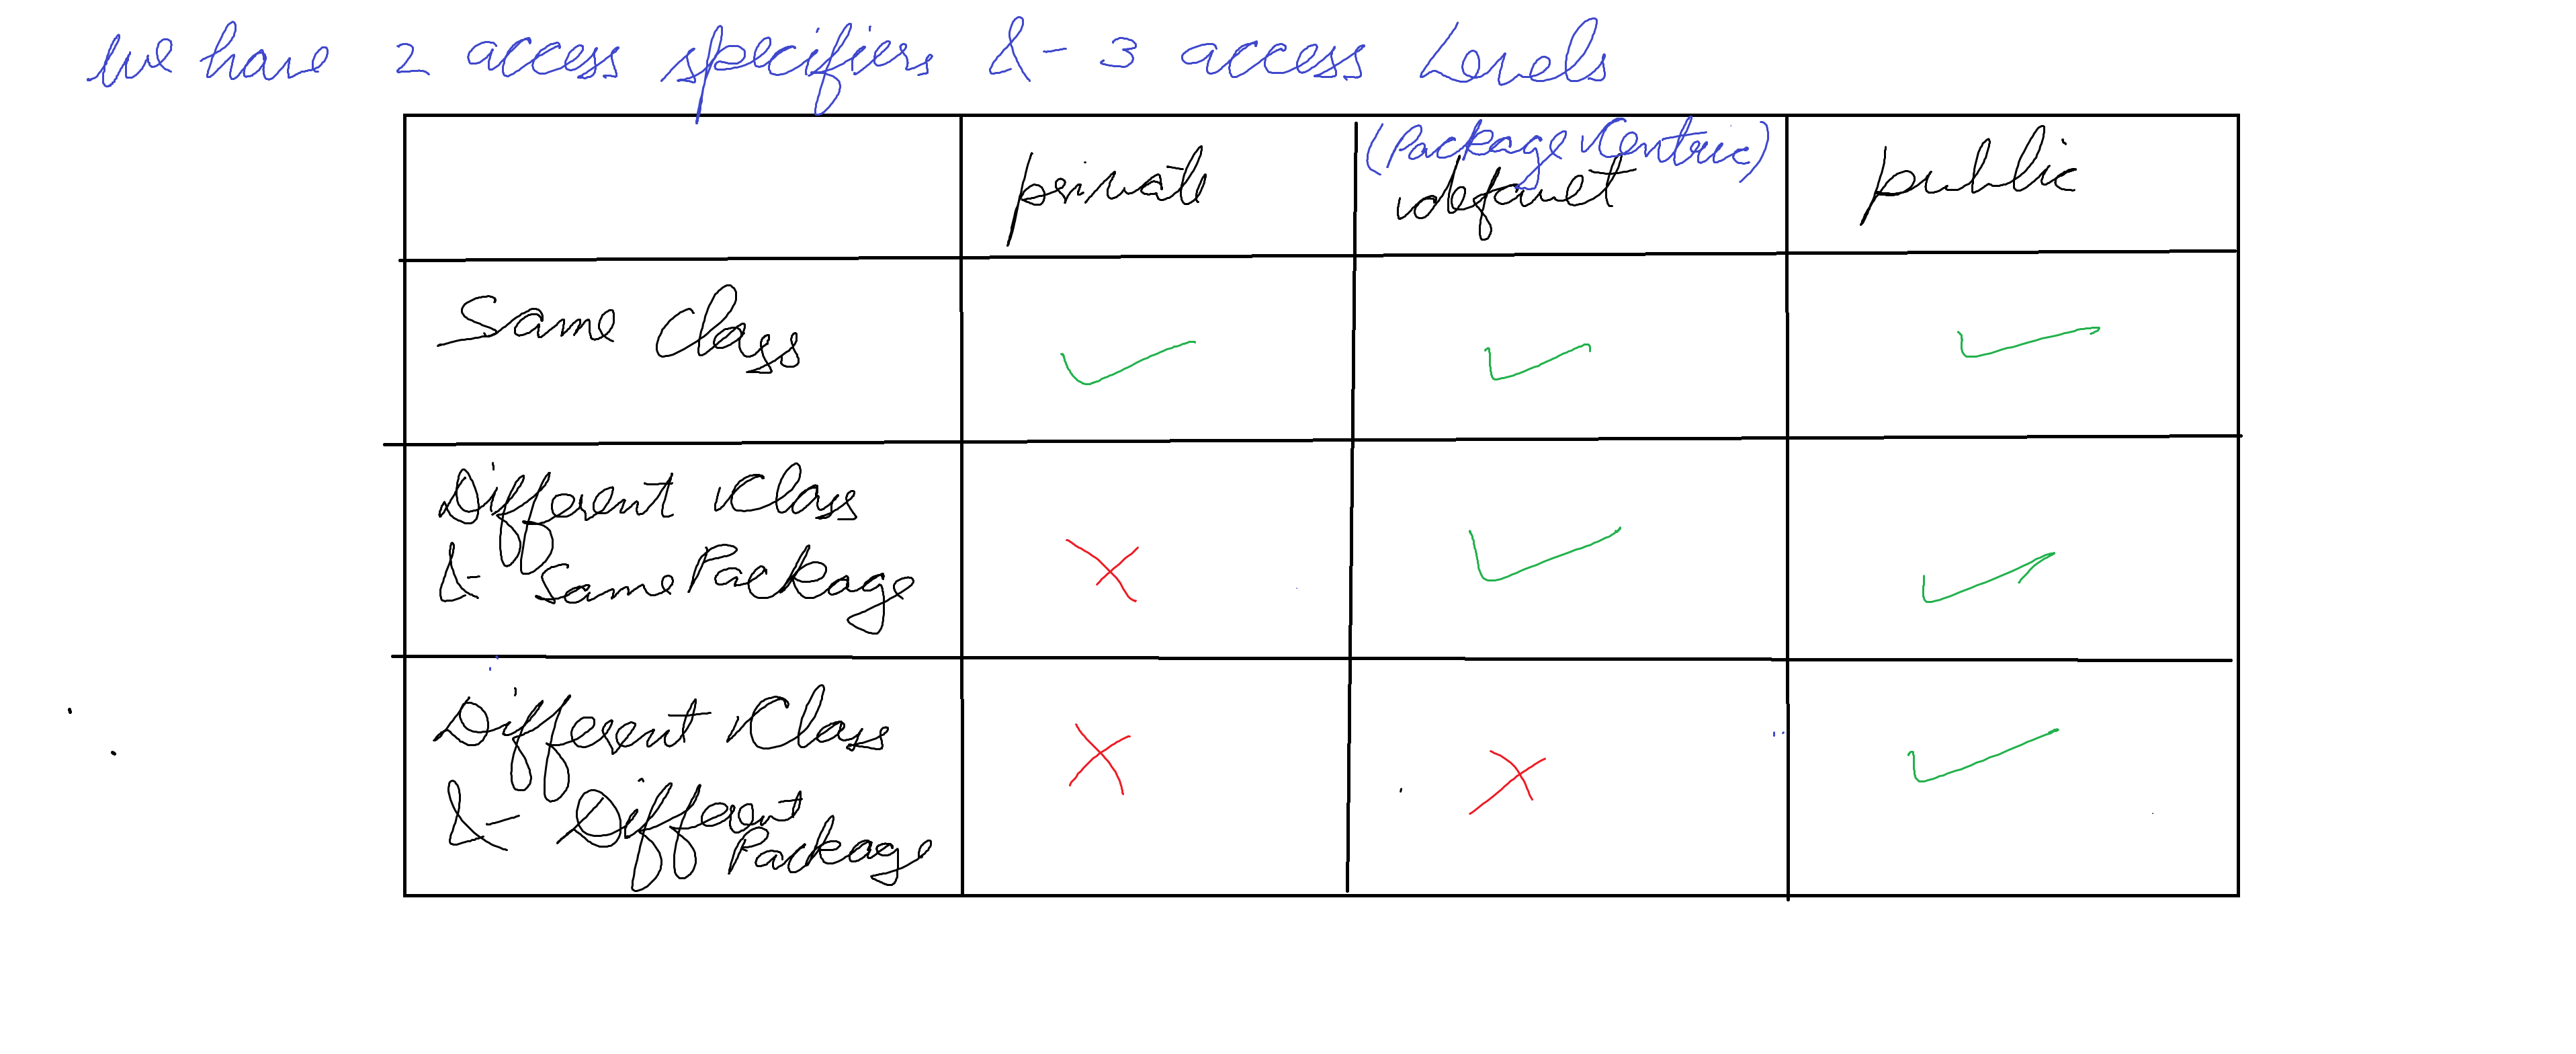 We have 2 access specifiers & 3 access Levels
private (Package Centric) default public
Same Class ✓ ✓ ✓
Different Class
& Same Package ✗ ✓ ✓
Different Class
& Different
Package ✗ ✗ ✓